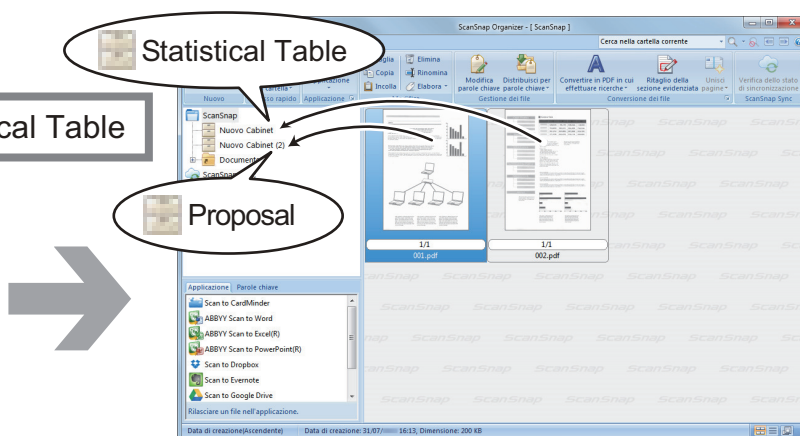 ScanSnap Organizer - [ ScanSnap ]
Cerca nella cartella corrente
Statistical Table
Elimina
Copia
Rinomina
Incolla
Elabora
Modifica
parole chiave
Distribuisci per
parole chiave
Convertire in PDF in cui
effettuare ricerche
Ritaglio della
sezione evidenziata
Unisci
pagine
Verifica dello stato
di sincronizzazione
Nuovo
Applicazione
Gestione dei file
Conversione dei file
ScanSnap Sync
cal Table
ScanSnap
Nuovo Cabinet
Nuovo Cabinet (2)
Proposal
1/1
001.pdf
1/1
002.pdf
Applicazione
Parole chiave
Scan to CardMinder
ABBYY Scan to Word
ABBYY Scan to Excel(R)
ABBYY Scan to PowerPoint(R)
Scan to Dropbox
Scan to Evernote
Scan to Google Drive
Rilasciare un file nell'applicazione.
Data di creazione(Ascendente)
Data di creazione: 31/07/ 16:13, Dimensione: 200 KB